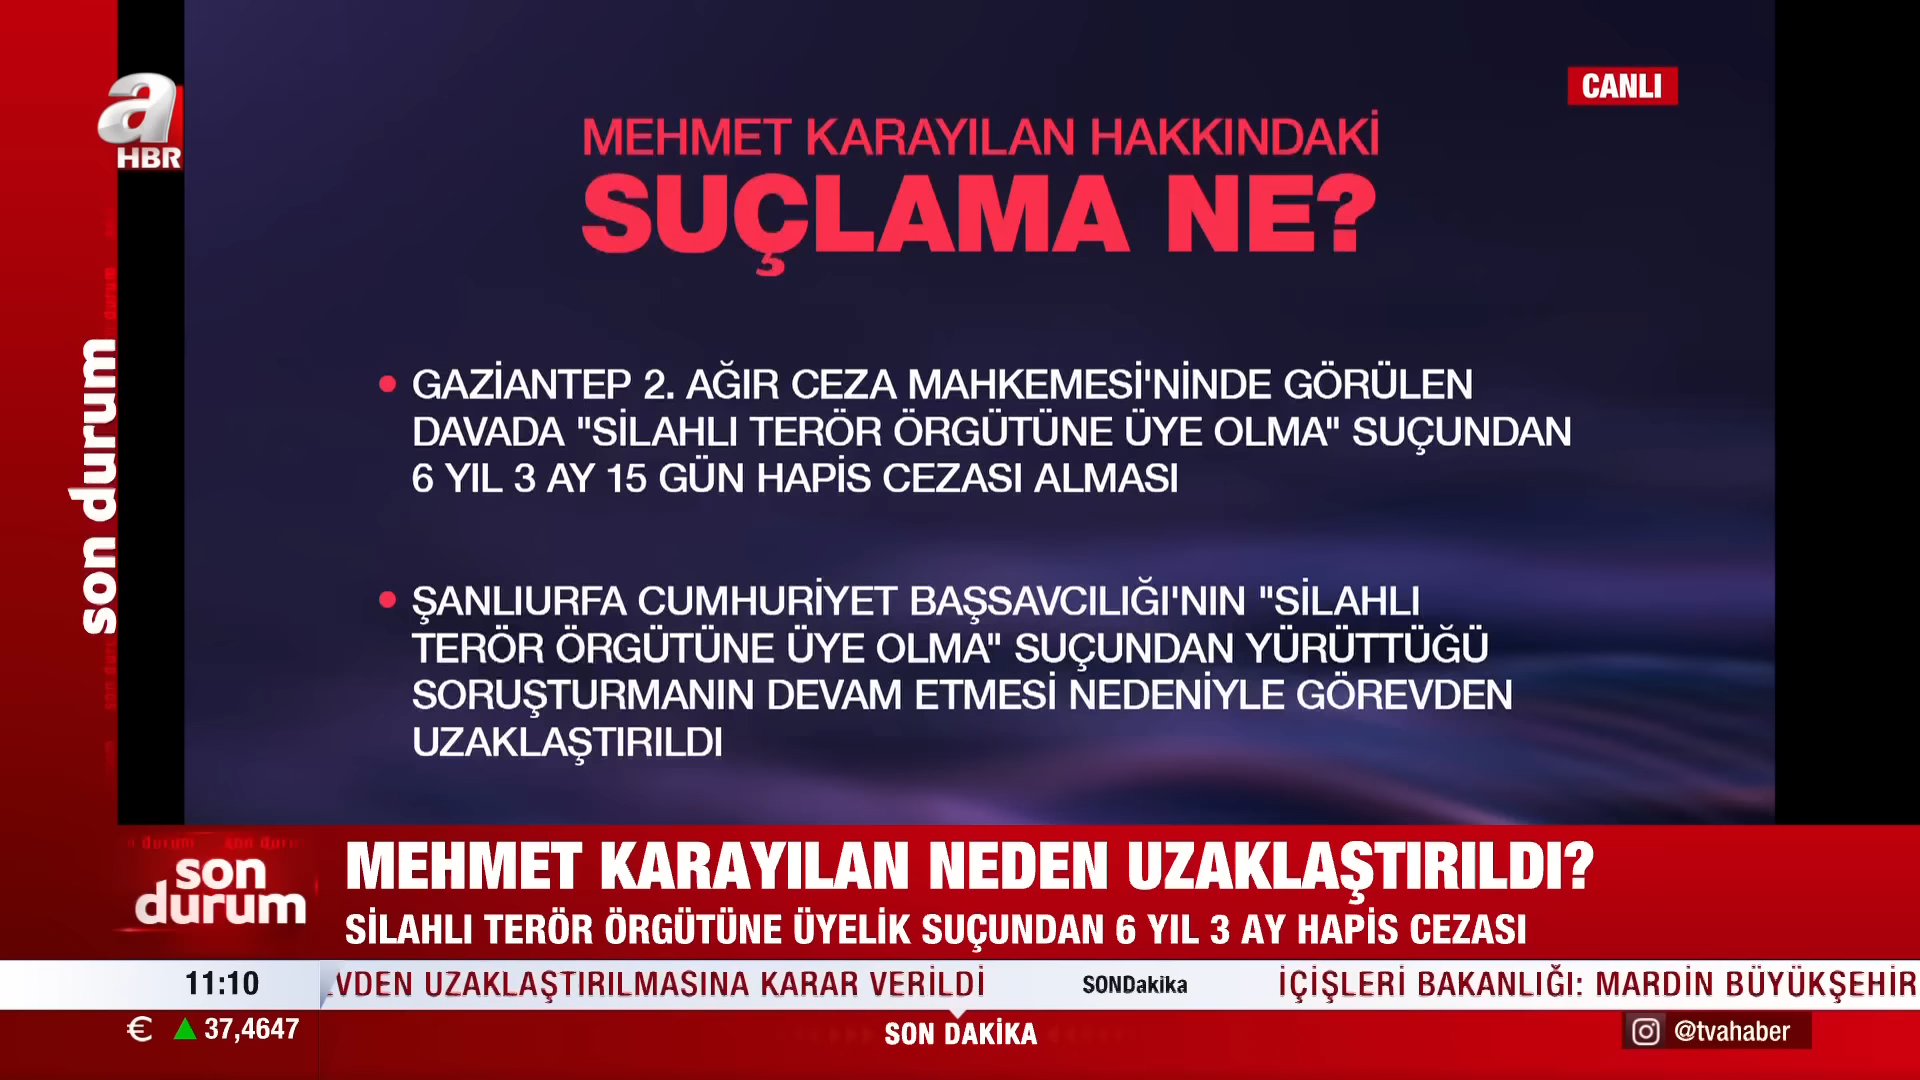 a
HBR
CANLI
MEHMET KARAYILAN HAKKINDAKİ
SUÇLAMA NE?
• GAZİANTEP 2. AĞIR CEZA MAHKEMESİ'NİNDE GÖRÜLEN
DAVADA "SİLAHLI TERÖR ÖRGÜTÜNE ÜYE OLMA" SUÇUNDAN
6 YIL 3 AY 15 GÜN HAPİS CEZASI ALMASI
• ŞANLIURFA CUMHURİYET BAŞSAVCILIĞI'NIN "SİLAHLI
TERÖR ÖRGÜTÜNE ÜYE OLMA" SUÇUNDAN YÜRÜTTÜĞÜ
SORUŞTURMANIN DEVAM ETMESİ NEDENİYLE GÖREVDEN
UZAKLAŞTIRILDI
son durum
son
durum
MEHMET KARAYILAN NEDEN UZAKLAŞTIRILDI?
SİLAHLI TERÖR ÖRGÜTÜNE ÜYELİK SUÇUNDAN 6 YIL 3 AY HAPİS CEZASI
11:10
VDEN UZAKLAŞTIRILMASINA KARAR VERİLDİ SONDakika İÇİŞLERİ BAKANLIĞI: MARDİN BÜYÜKŞEHİR
€ ▲ 37,4647
SON DAKİKA
@tvahaber